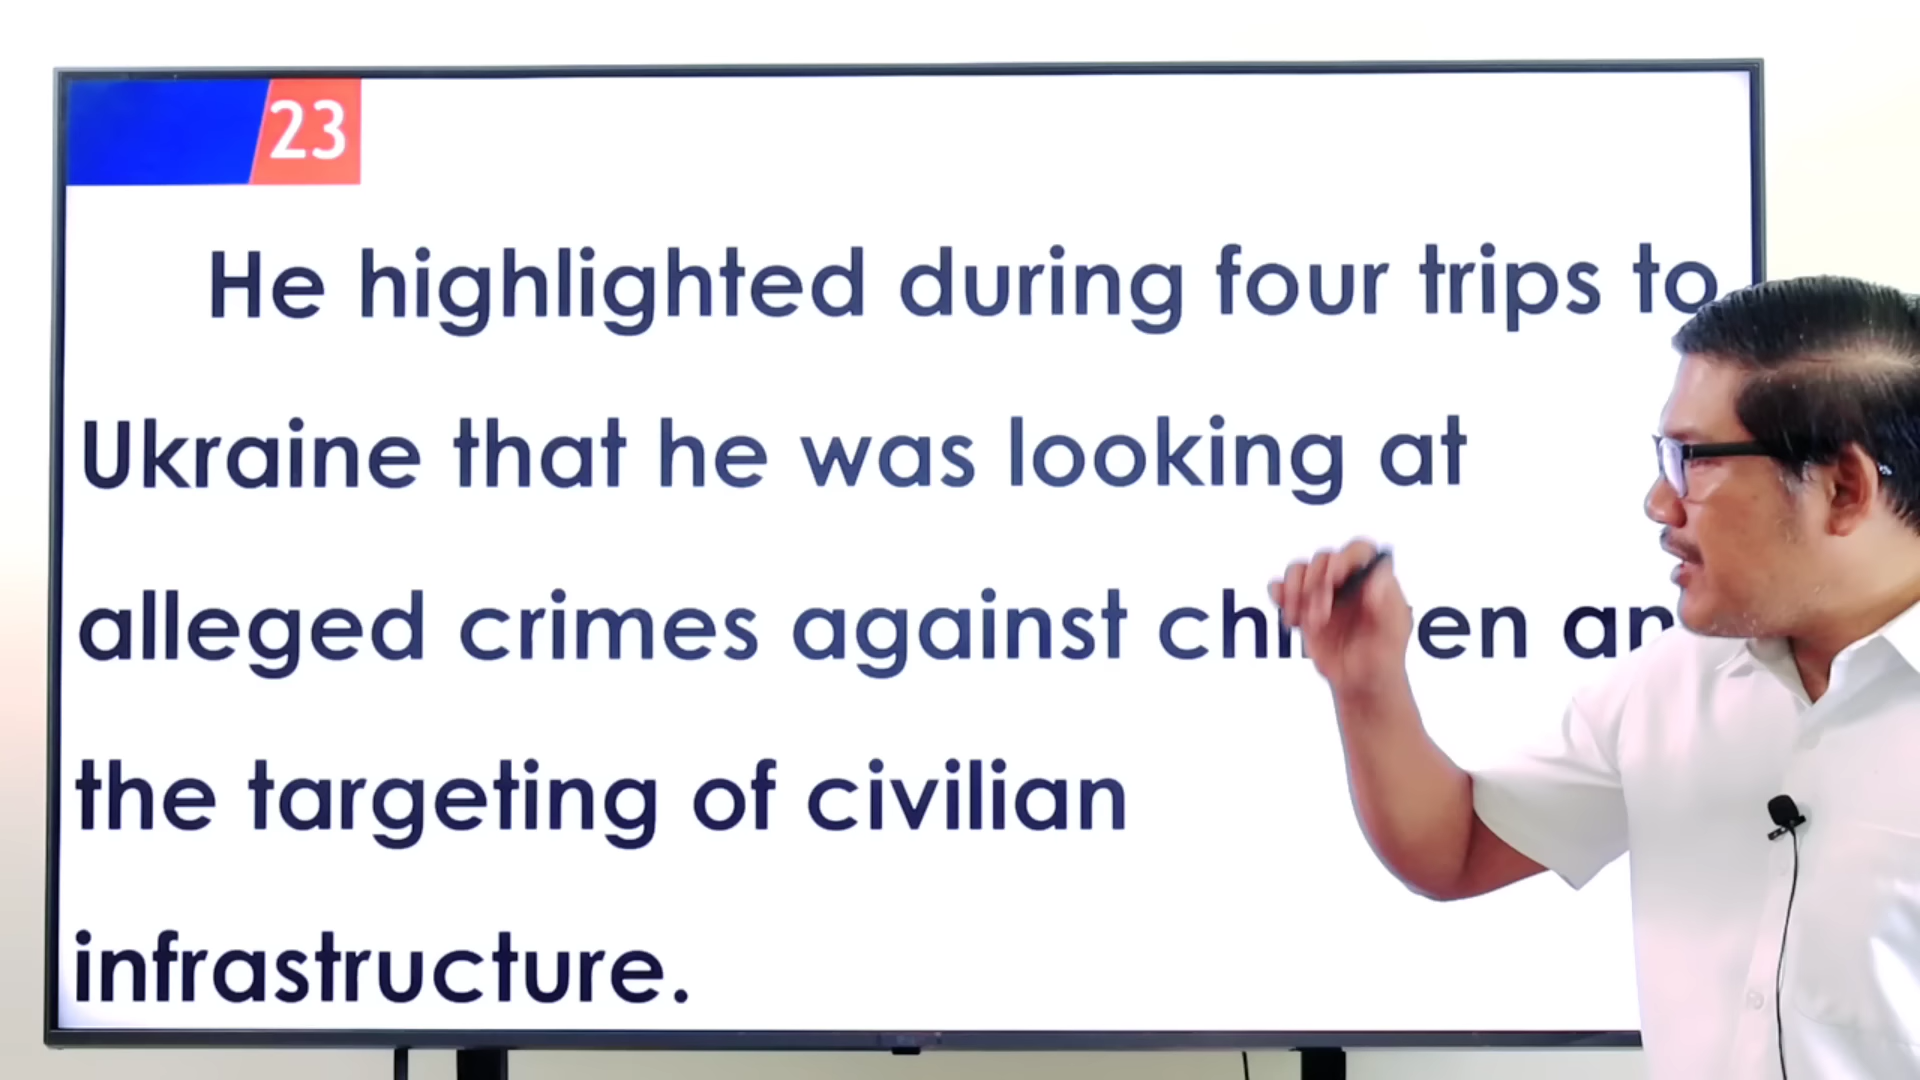 23
He highlighted during four trips to
Ukraine that he was looking at
alleged crimes against
the targeting of civilian
infrastructure.